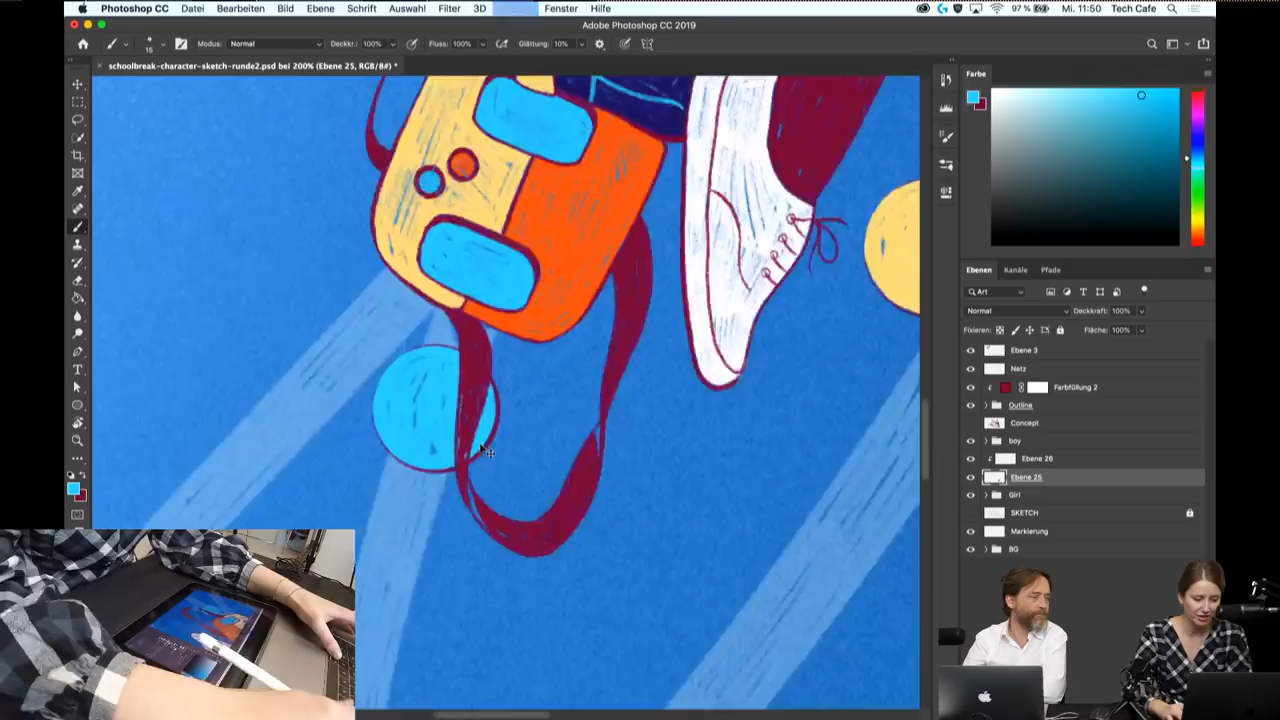 Photoshop CC Datei Bearbeiten Bild Ebene Schrift Auswahl Filter 3D Fenster Hilfe 97 % Mi. 11:50 Tech Cafe
Adobe Photoshop CC 2019
15 Modus: Normal Deckkr.: 100% Fluss: 100% Glättung: 10%
schoolbreak-character-sketch-runde2.psd bei 200% (Ebene 25, RGB/8#) *
Farbe
Ebenen Kanäle Pfade
Art
Normal Deckkraft: 100%
Fixieren: Fläche: 100%
Ebene 3
Netz
Farbfüllung 2
Outline
Concept
boy
Ebene 26
Ebene 25
Girl
SKETCH
Markierung
BG